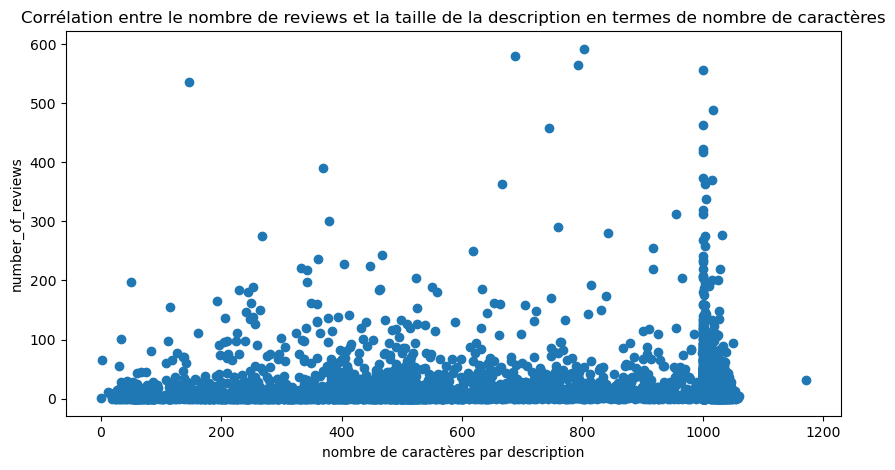 Corrélation entre le nombre de reviews et la taille de la description en termes de nombre de caractères
600
500
400
300
200
100
0
number_of_reviews
0 200 400 600 800 1000 1200
nombre de caractères par description